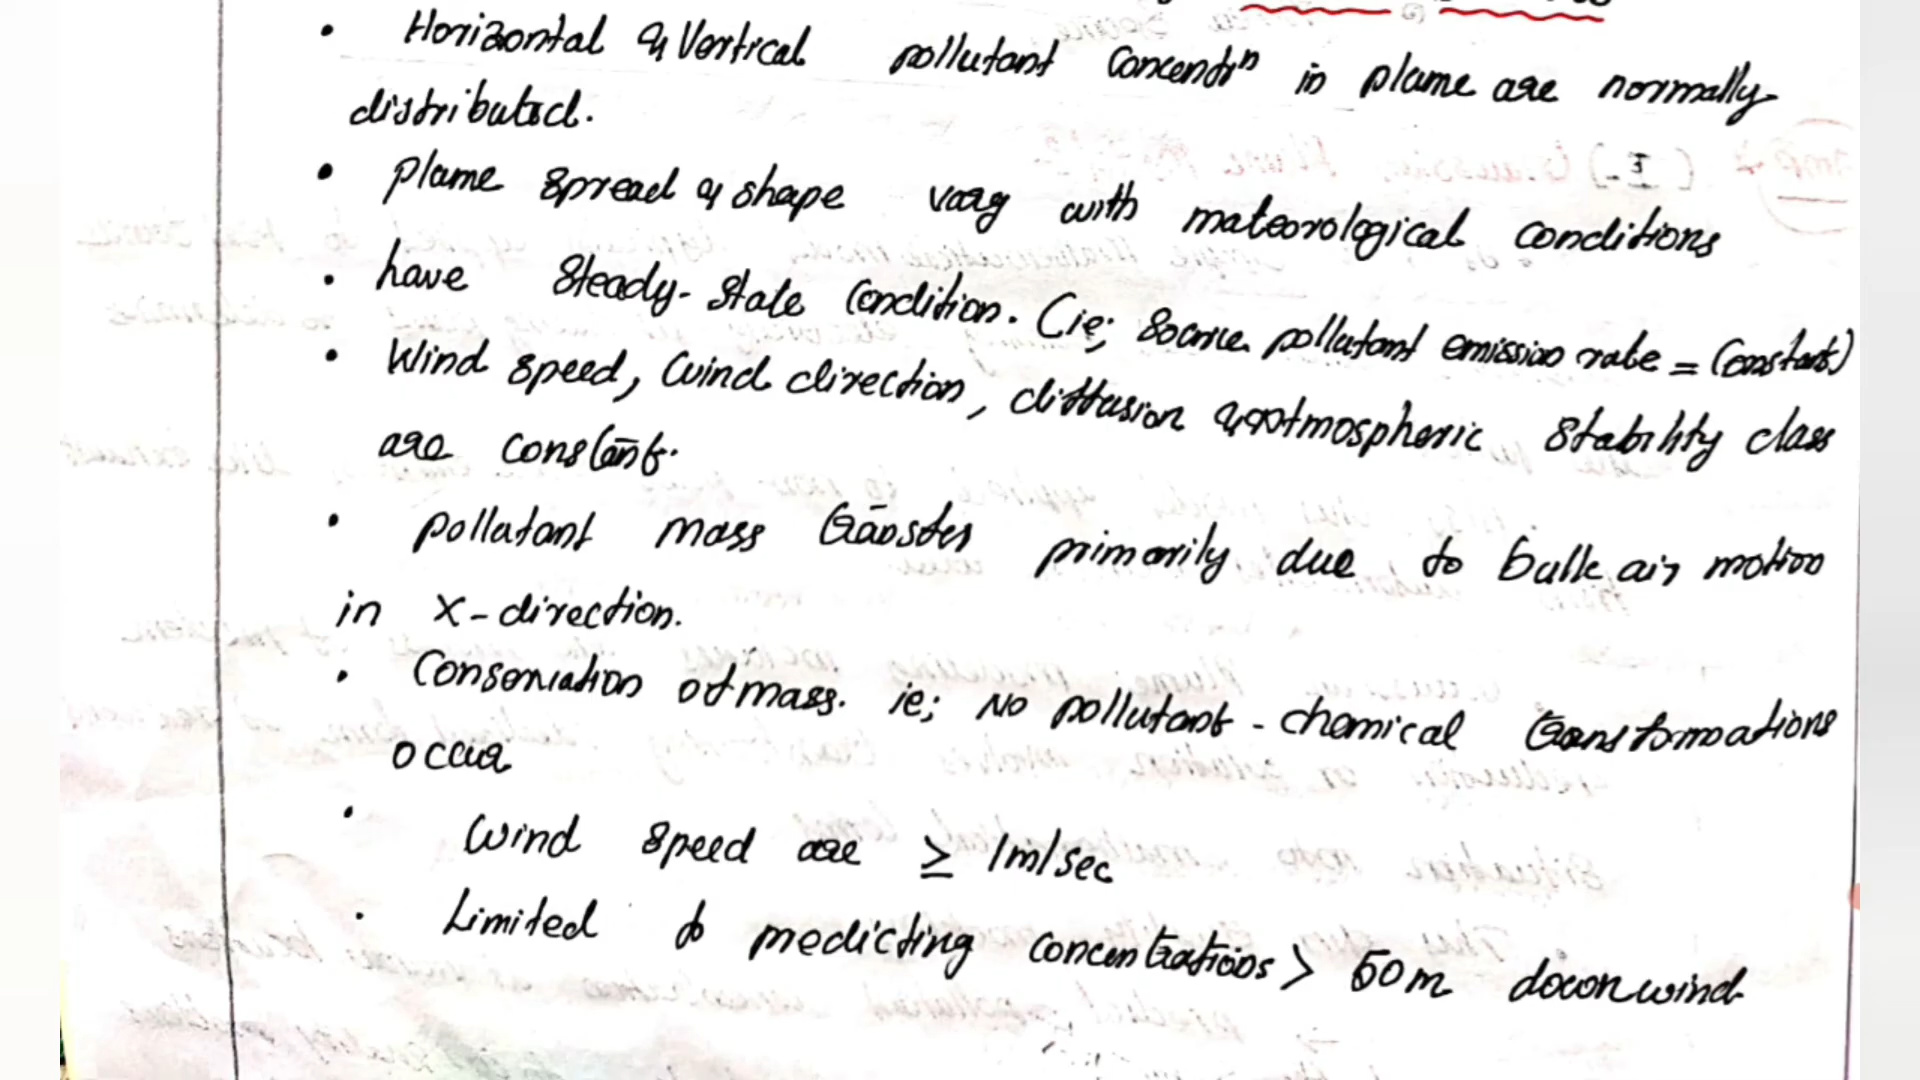 • Horizontal & Vertical pollutant Concentrn in plume are normally
distributed.
• plume spread & shape vary with meteorological conditions
• have steady-state Condition. (ie; source pollutant emission rate = Constant)
• Wind speed, wind direction, diffusion & atmospheric stability class
are constant.
• pollutant mass transfer primarily due to bulk air motion
in X-direction.
• Conservation of mass. ie; No pollutant - chemical transformations
occur
• wind speed are ≥ 1m/sec
• Limited to predicting concentrations > 50m downwind